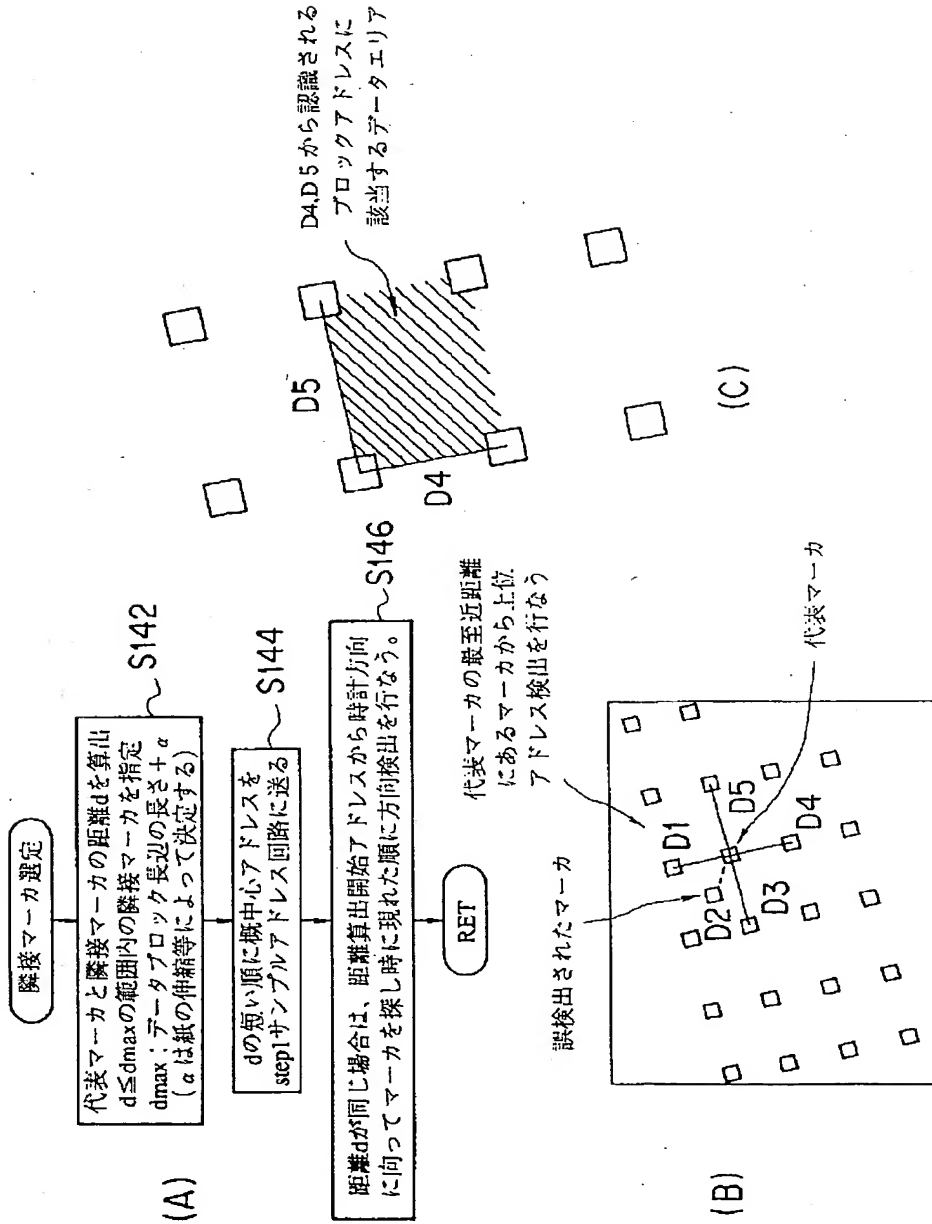 (A)
隣接マーカ選定
代表マーカと隣接マーカの距離dを算出
d≦dmaxの範囲内の隣接マーカを指定
dmax:データブロック長辺の長さ+α
(αは紙の伸縮等によって決定する)
S142
dの短い順に概中心アドレスを
step1サンプルアドレス回路に送る
S144
距離dが同じ場合は、距離算出開始アドレスから時計方向
に向ってマーカを探し時に現れた順に方向検出を行なう。
S146
RET
(B)
誤検出されたマーカ
代表マーカの最至近距離
にあるマーカから上位
アドレス検出を行なう
代表マーカ
D1
D2
D3
D4
D5
(C)
D4,D5から認識される
ブロックアドレスに
該当するデータエリア
D5
D4